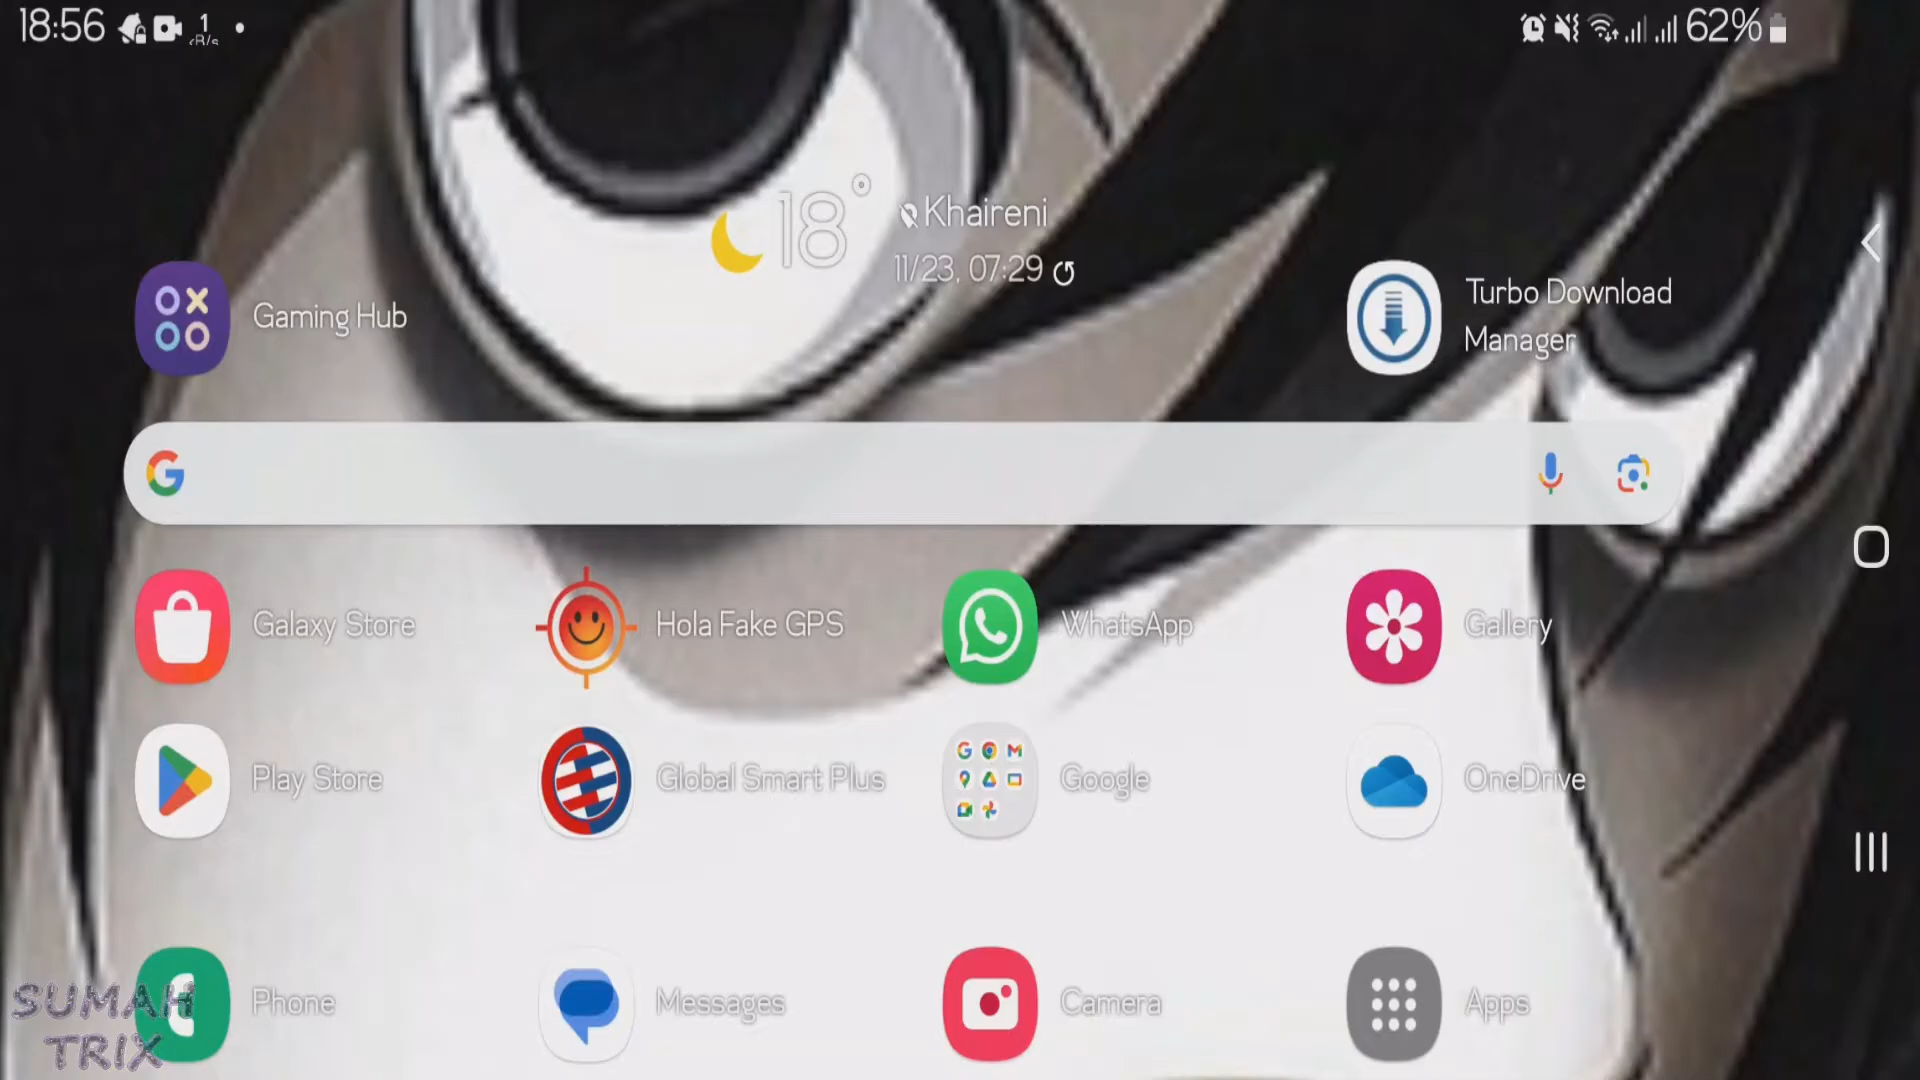 18:56
1
62%
18°
Khaireni
11/23, 07:29
Gaming Hub
Turbo Download
Manager
Galaxy Store
Hola Fake GPS
WhatsApp
Gallery
Play Store
Global Smart Plus
Google
OneDrive
Phone
Messages
Camera
Apps
SUMAH
TRIX